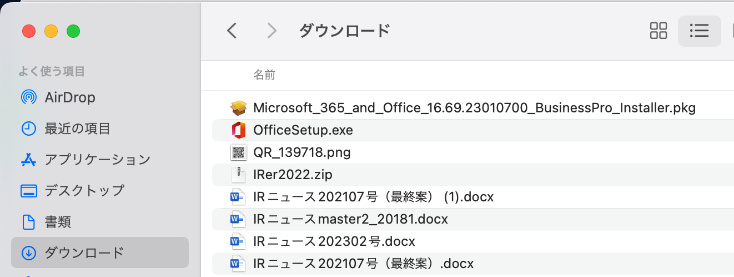 ダウンロード
よく使う項目
AirDrop
最近の項目
アプリケーション
デスクトップ
書類
ダウンロード
名前
Microsoft_365_and_Office_16.69.23010700_BusinessPro_Installer.pkg
OfficeSetup.exe
QR_139718.png
IRer2022.zip
IRニュース202107号（最終案） (1).docx
IRニュースmaster2_20181.docx
IRニュース202302号.docx
IRニュース202107号（最終案）.docx